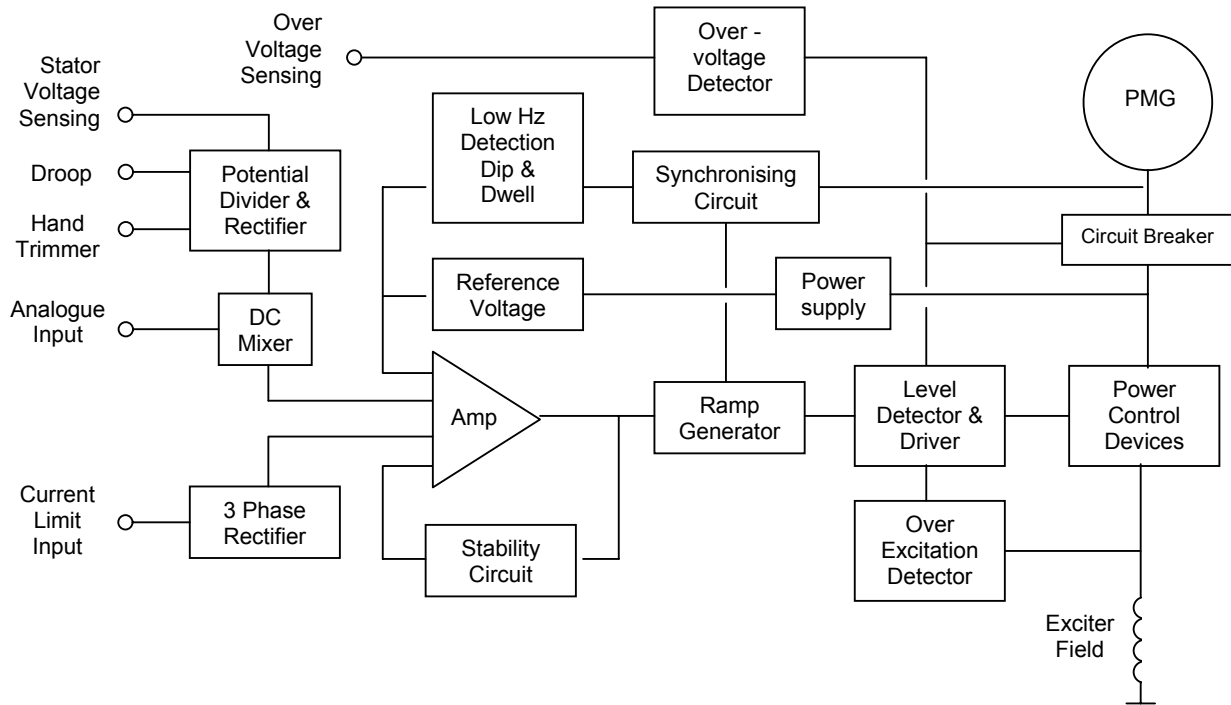 Over
Voltage
Sensing
Over -
voltage
Detector
PMG
Stator
Voltage
Sensing
Low Hz
Detection
Dip &
Dwell
Droop
Potential
Divider &
Rectifier
Synchronising
Circuit
Hand
Trimmer
Circuit Breaker
Analogue
Input
DC
Mixer
Reference
Voltage
Power
supply
Amp
Ramp
Generator
Level
Detector &
Driver
Power
Control
Devices
Current
Limit
Input
3 Phase
Rectifier
Stability
Circuit
Over
Excitation
Detector
Exciter
Field